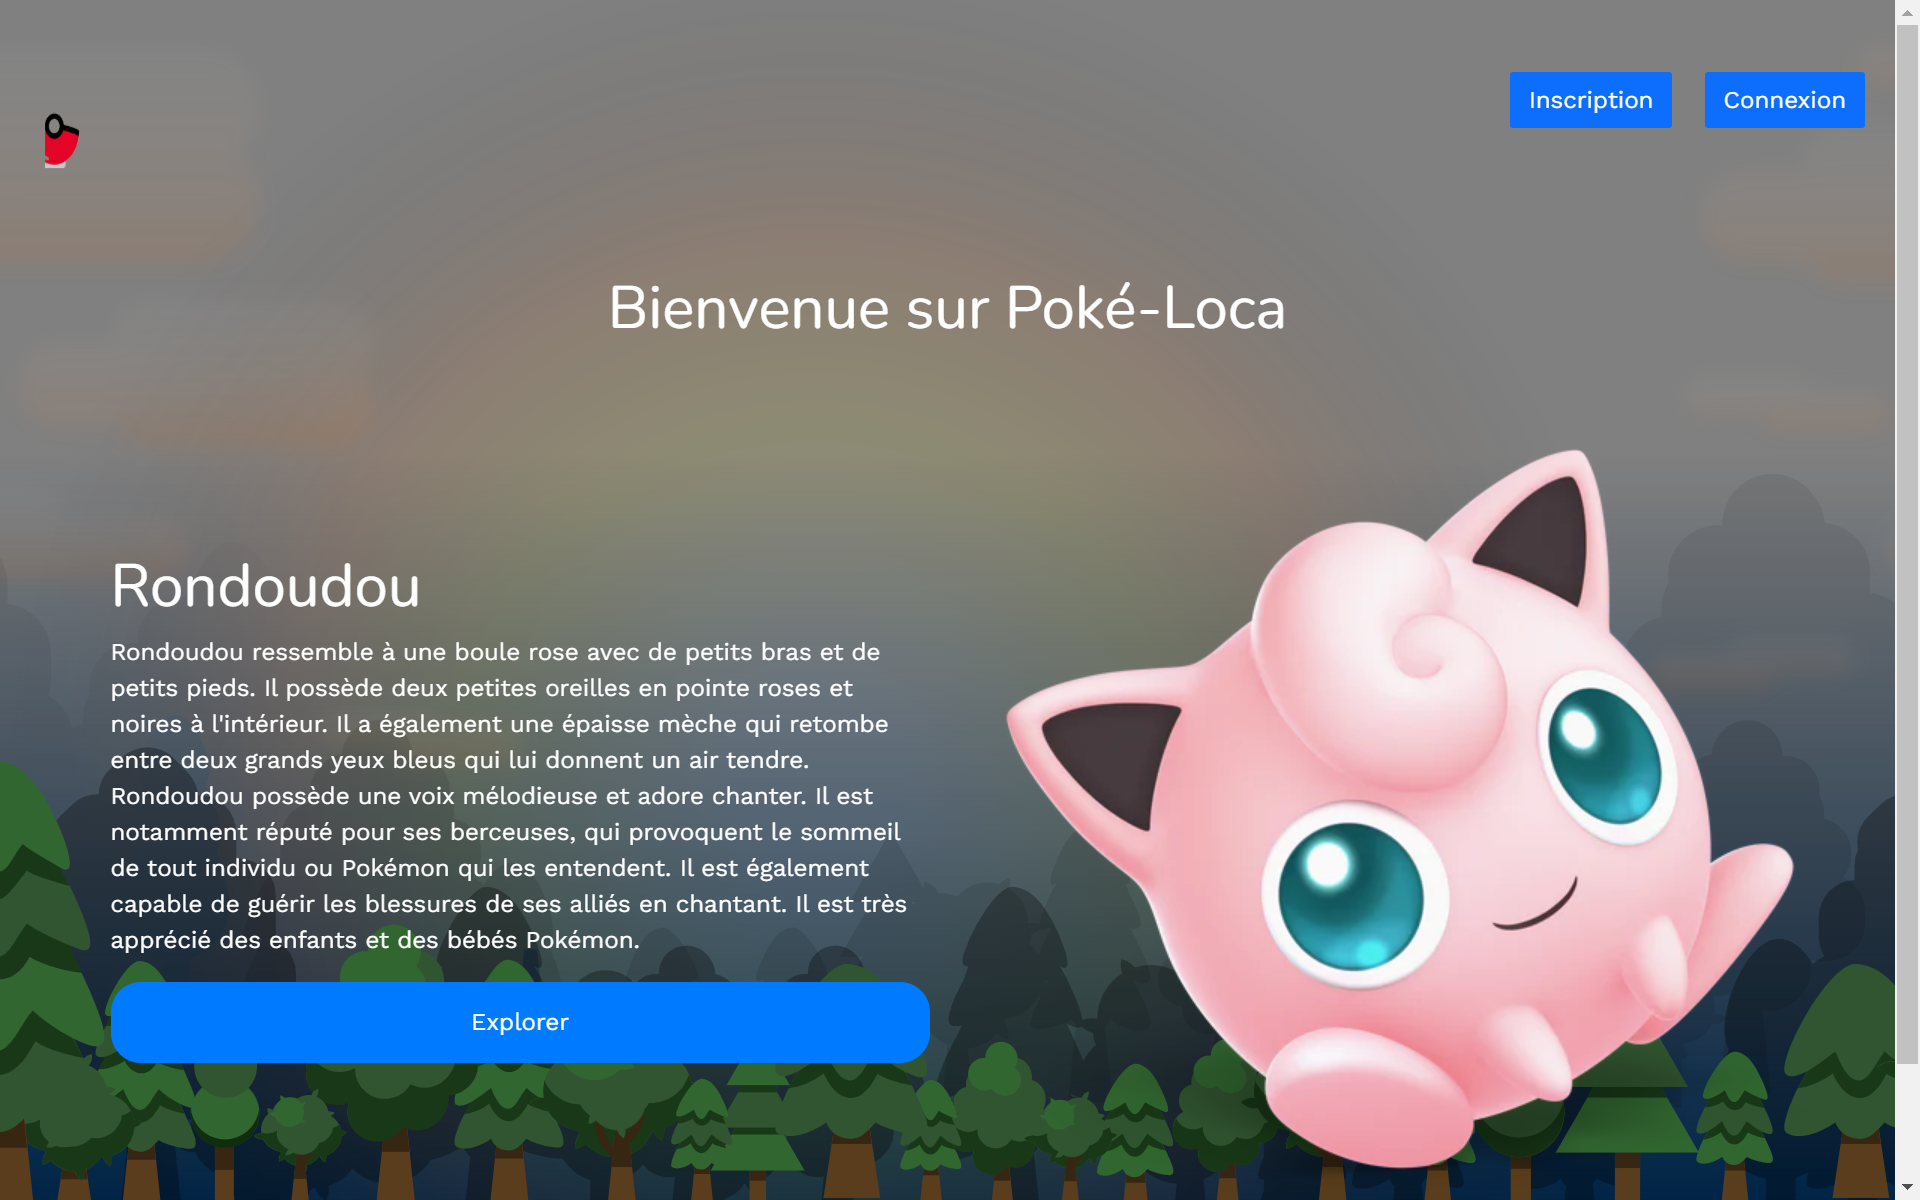 Inscription
Connexion
Bienvenue sur Poké-Loca
Rondoudou
Rondoudou ressemble à une boule rose avec de petits bras et de
petits pieds. Il possède deux petites oreilles en pointe roses et
noires à l'intérieur. Il a également une épaisse mèche qui retombe
entre deux grands yeux bleus qui lui donnent un air tendre.
Rondoudou possède une voix mélodieuse et adore chanter. Il est
notamment réputé pour ses berceuses, qui provoquent le sommeil
de tout individu ou Pokémon qui les entendent. Il est également
capable de guérir les blessures de ses alliés en chantant. Il est très
apprécié des enfants et des bébés Pokémon.
Explorer